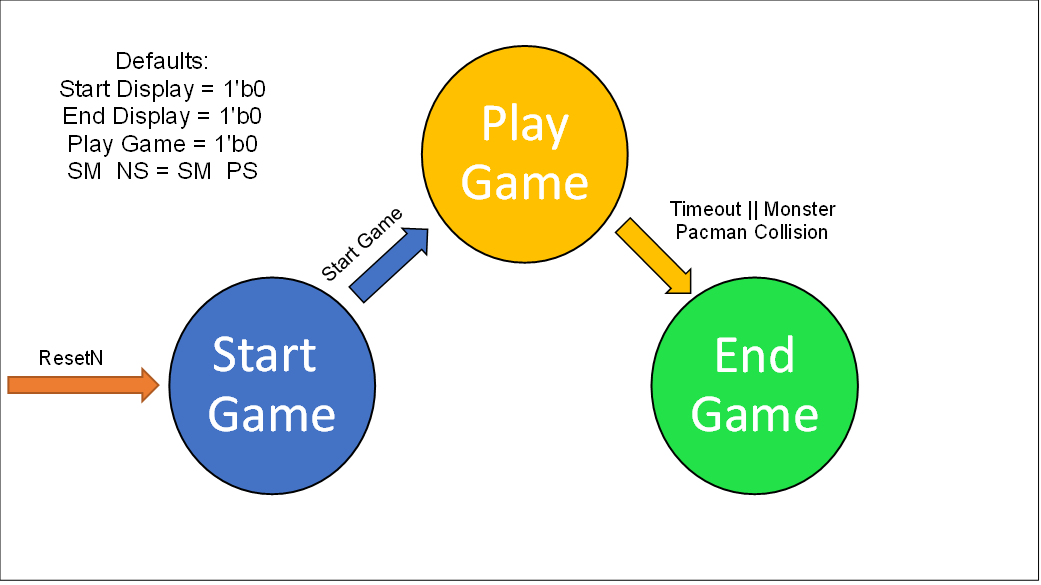 Defaults:
Start Display = 1'b0
End Display = 1'b0
Play Game = 1'b0
SM NS = SM PS
Play
Game
Start Game
Timeout || Monster
Pacman Collision
ResetN
Start
Game
End
Game